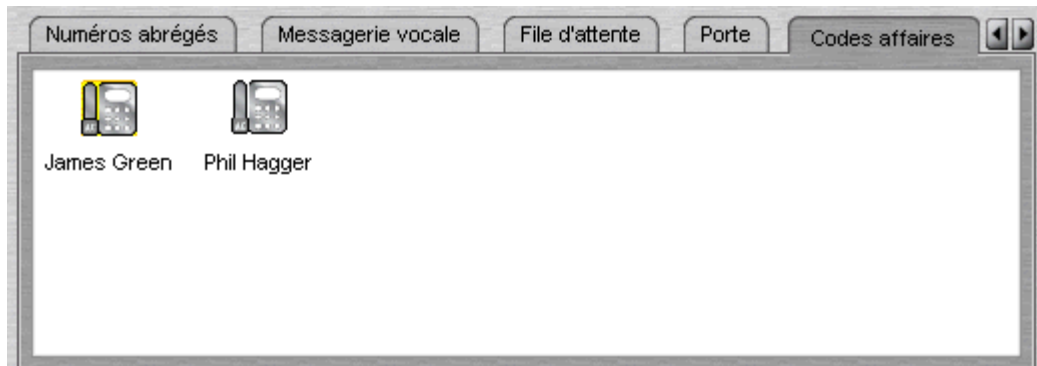 Numéros abrégés Messagerie vocale File d'attente Porte Codes affaires
James Green Phil Hagger